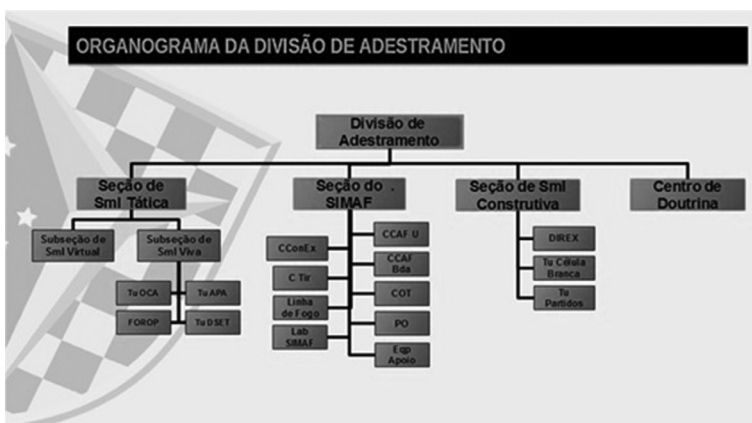 ORGANOGRAMA DA DIVISÃO DE ADESTRAMENTO
Divisão de
Adestramento
Seção de
Sml Tática
Seção do
SIMAF
Seção de Sml
Construtiva
Centro de
Doutrina
Subseção de
Sml Virtual
Subseção de
Sml Viva
Tu OCA
Tu APA
FOROP
Tu DSET
CConEx
C Tir
Linha
de Fogo
Lab
SIMAF
CCAF U
CCAF
Bda
COT
PO
Eqp
Apoio
DIREX
Tu Célula
Branca
Tu
Partidos